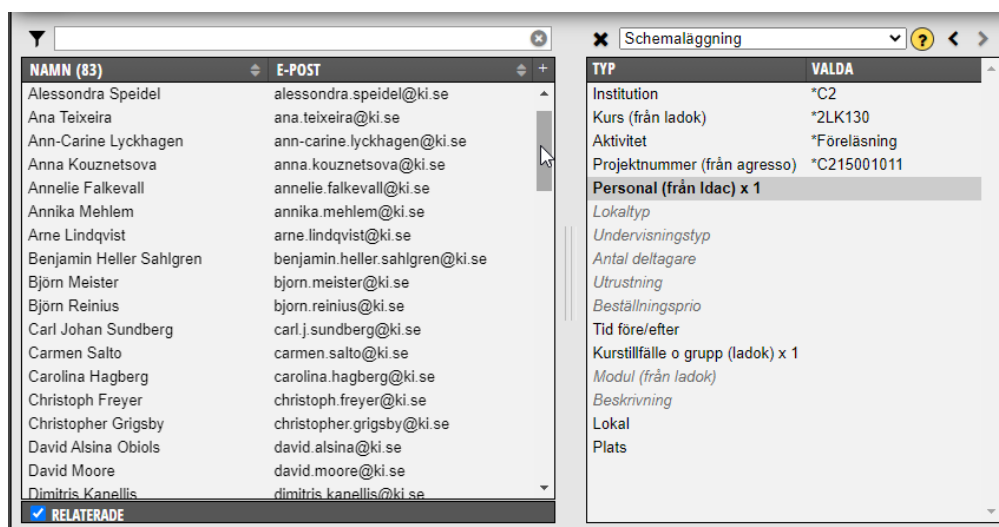 Schemaläggning
?
NAMN (83) E-POST +
Alessondra Speidel alessondra.speidel@ki.se
Ana Teixeira ana.teixeira@ki.se
Ann-Carine Lyckhagen ann-carine.lyckhagen@ki.se
Anna Kouznetsova anna.kouznetsova@ki.se
Annelie Falkevall annelie.falkevall@ki.se
Annika Mehlem annika.mehlem@ki.se
Arne Lindqvist arne.lindqvist@ki.se
Benjamin Heller Sahlgren benjamin.heller.sahlgren@ki.se
Björn Meister bjorn.meister@ki.se
Björn Reinius bjorn.reinius@ki.se
Carl Johan Sundberg carl.j.sundberg@ki.se
Carmen Salto carmen.salto@ki.se
Carolina Hagberg carolina.hagberg@ki.se
Christoph Freyer christoph.freyer@ki.se
Christopher Grigsby christopher.grigsby@ki.se
David Alsina Obiols david.alsina@ki.se
David Moore david.moore@ki.se
Dimitris Kanellis dimitris.kanellis@ki.se
RELATERADE
TYP VALDA
Institution *C2
Kurs (från ladok) *2LK130
Aktivitet *Föreläsning
Projektnummer (från agresso) *C215001011
Personal (från Idac) x 1
Lokaltyp
Undervisningstyp
Antal deltagare
Utrustning
Beställningsprio
Tid före/efter
Kurstillfälle o grupp (ladok) x 1
Modul (från ladok)
Beskrivning
Lokal
Plats